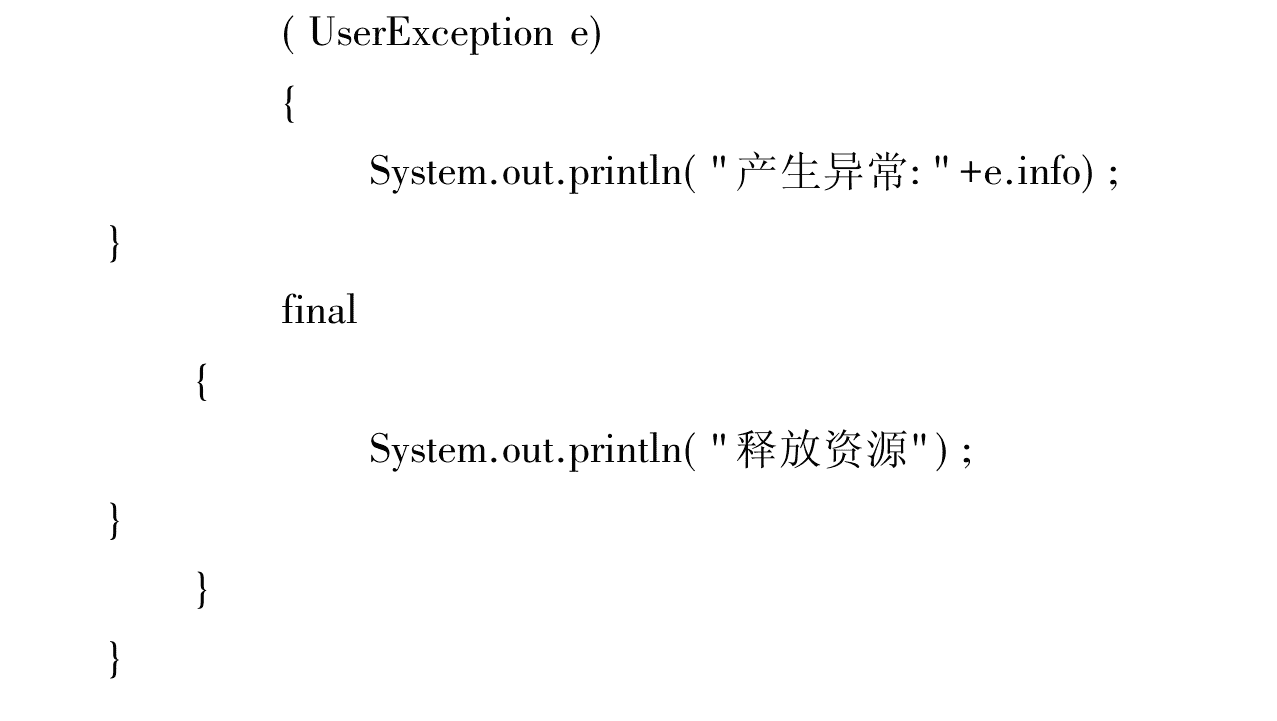 ( UserException e)
{
System.out.println( "产生异常: "+e.info) ;
}
final
{
System.out.println( "释放资源") ;
}
}
}